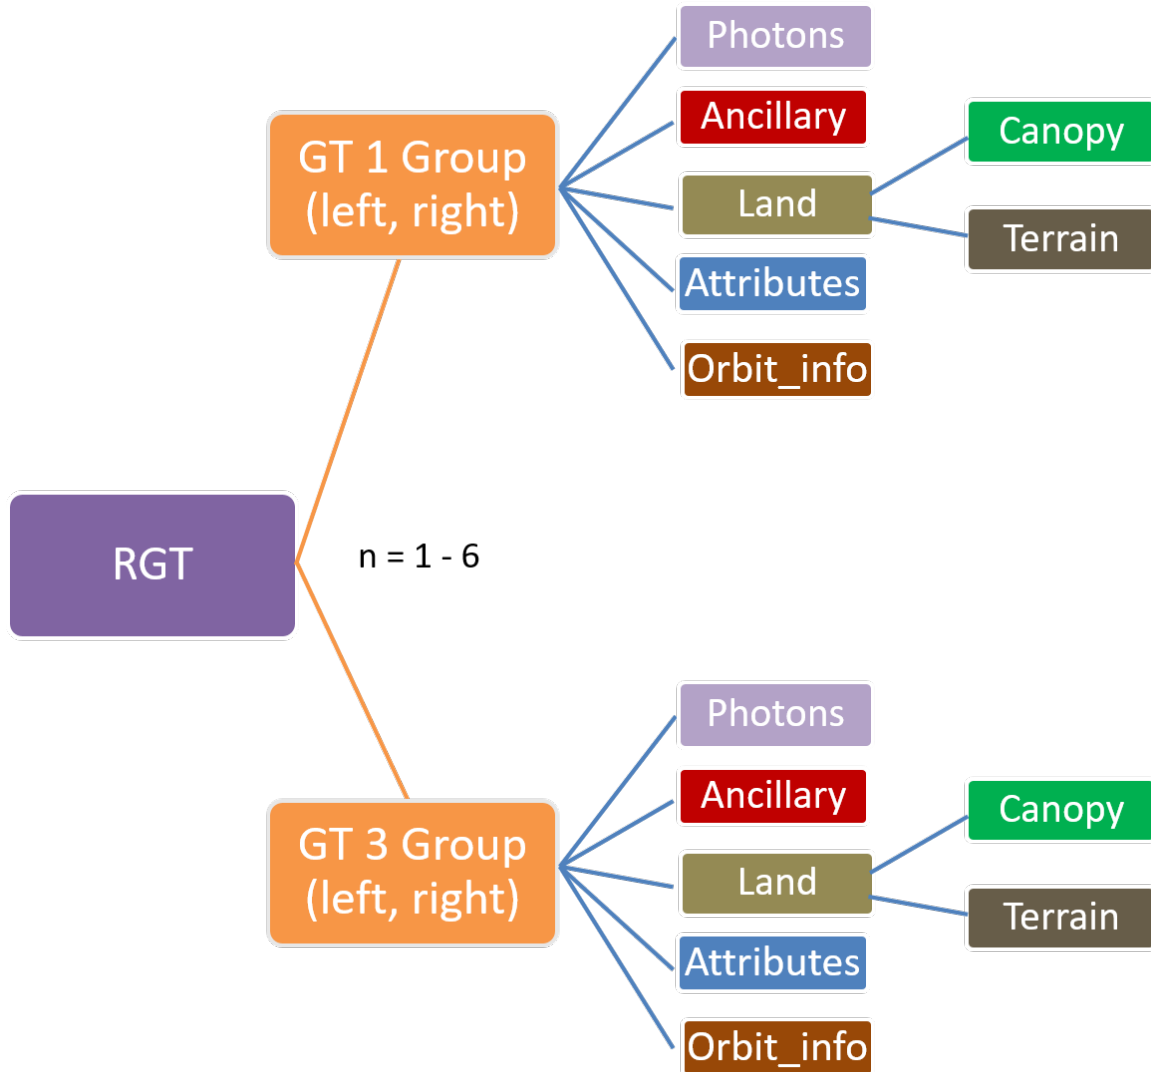 Photons
Ancillary
GT 1 Group
(left, right)
Land
Canopy
Terrain
Attributes
Orbit_info
RGT
n = 1 - 6
Photons
Ancillary
GT 3 Group
(left, right)
Land
Canopy
Terrain
Attributes
Orbit_info